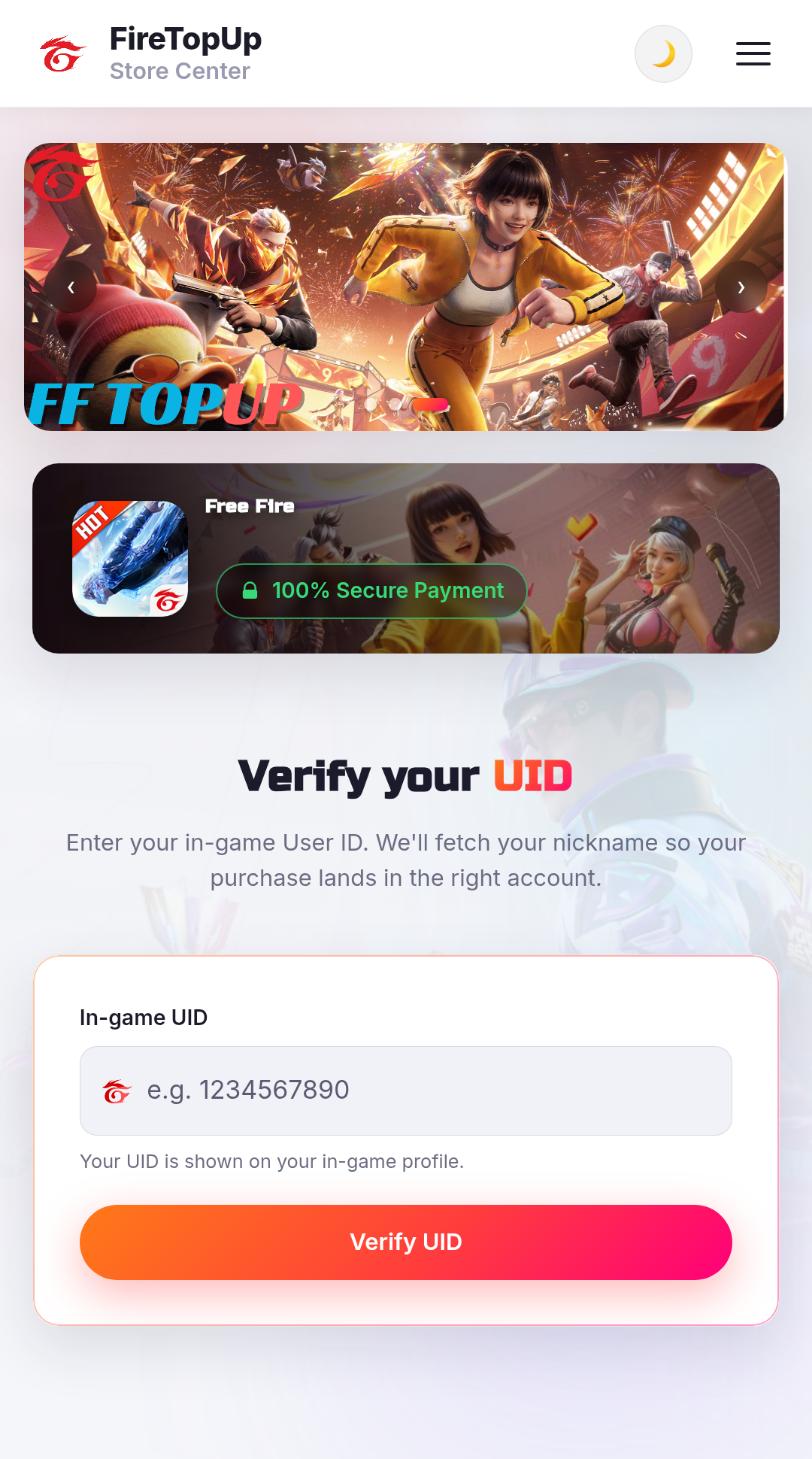 FireTopUp
Store Center
FF TOPUP
HOT
Free Fire
100% Secure Payment
Verify your UID
Enter your in-game User ID. We'll fetch your nickname so your
purchase lands in the right account.
In-game UID
e.g. 1234567890
Your UID is shown on your in-game profile.
Verify UID